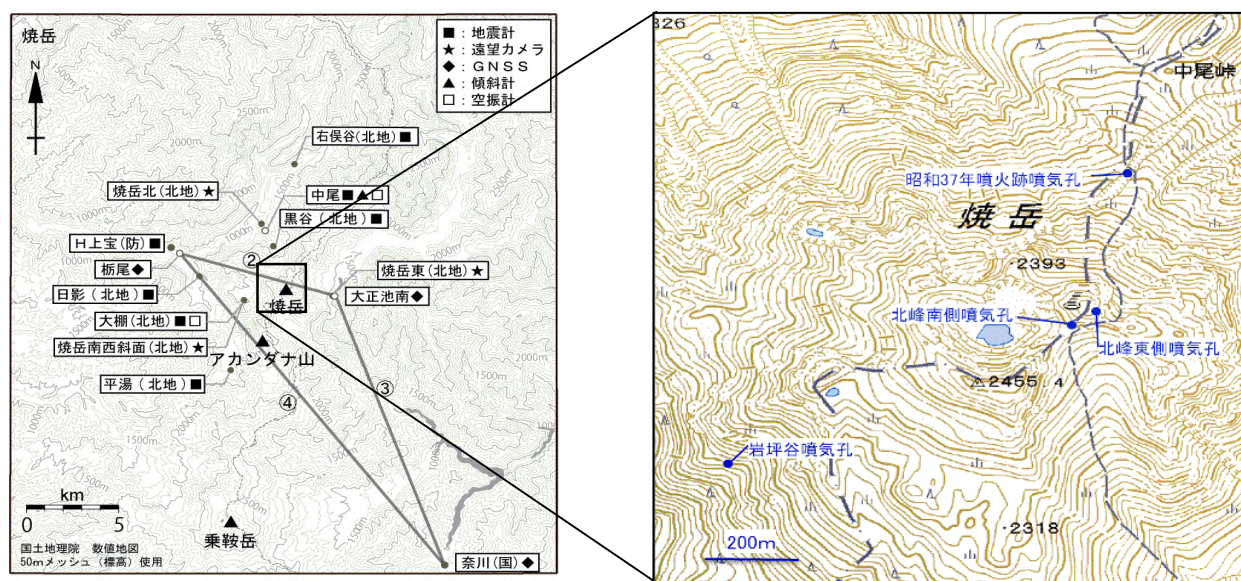 焼岳
N
■：地震計
★：遠望カメラ
◆：ＧＮＳＳ
▲：傾斜計
□：空振計
右俣谷(北地)■
焼岳北(北地)★
中尾■▲□
黒谷(北地)■
Ｈ上宝(防)■
②
栃尾◆
焼岳東(北地)★
日影(北地)■
焼岳
大正池南◆
大棚(北地)■□
焼岳南西斜面(北地)★
アカンダナ山
平湯(北地)■
③
④
km
0 5
乗鞍岳
国土地理院 数値地図
50mメッシュ(標高)使用
奈川(国)◆
1500m
2000m
2500m
1000m
326
中尾峠
昭和37年噴火跡噴気孔
焼岳
・2393
北峰南側噴気孔
北峰東側噴気孔
2455.4
岩坪谷噴気孔
・2318
200m